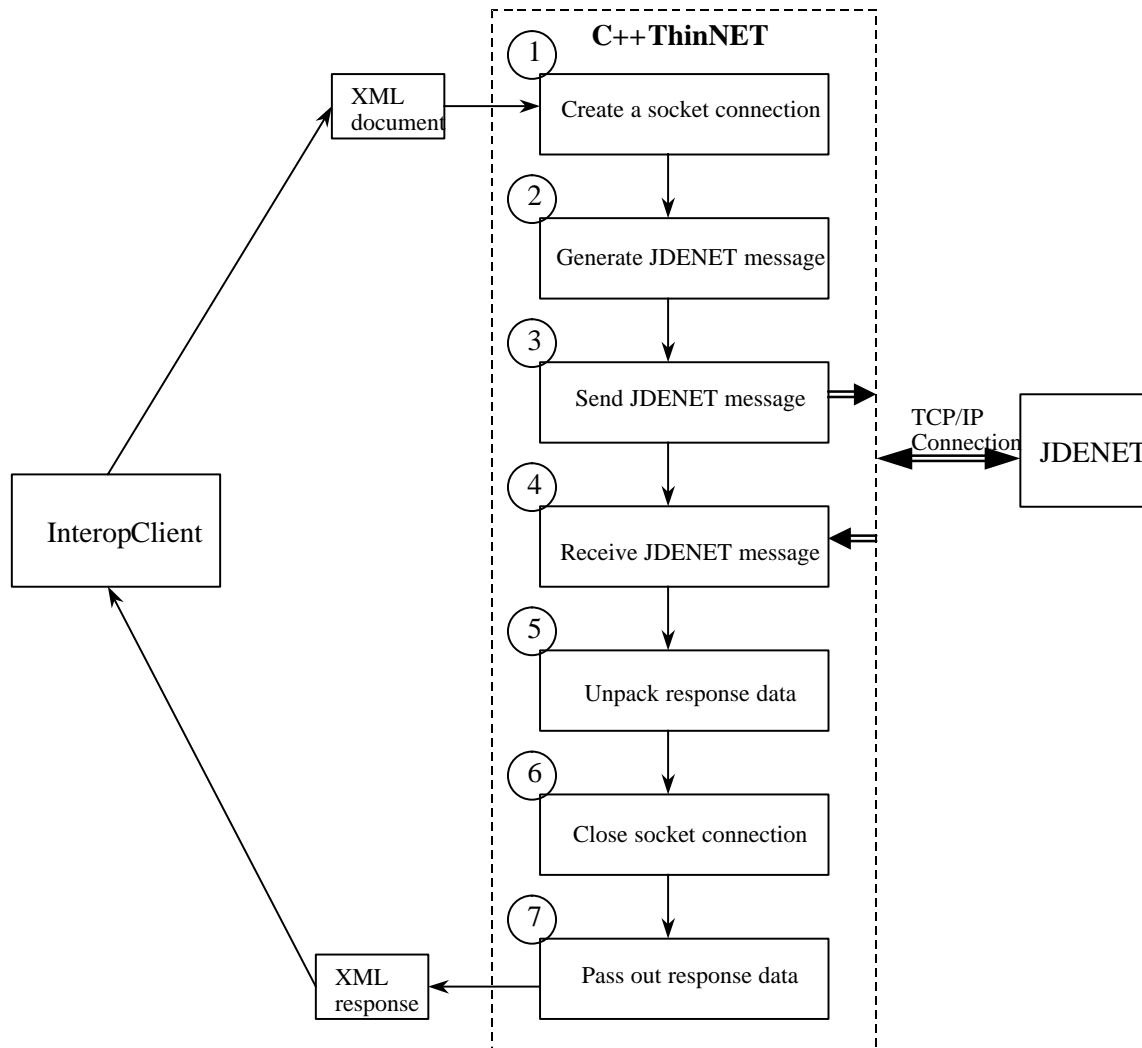 C++ThinNET
1
XML
document
Create a socket connection
2
Generate JDENET message
3
Send JDENET message
TCP/IP
Connection
JDENET
4
InteropClient
Receive JDENET message
5
Unpack response data
6
Close socket connection
7
Pass out response data
XML
response